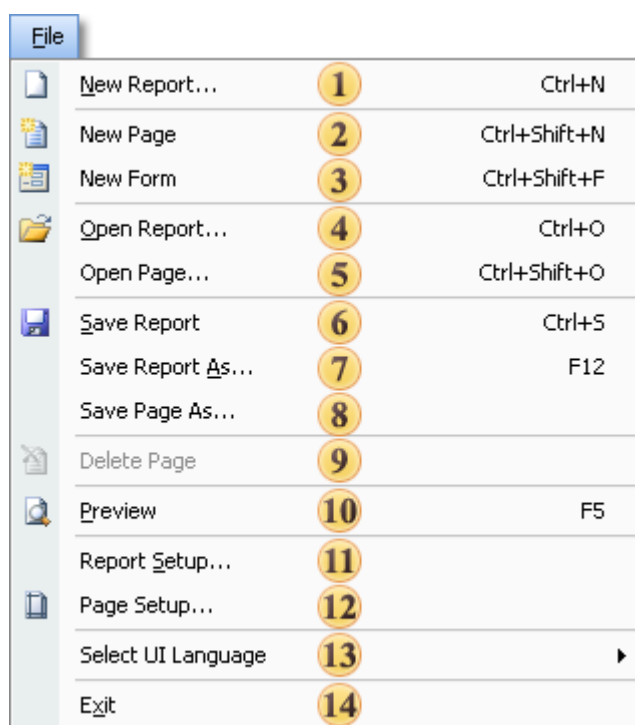 File
New Report... 1 Ctrl+N
New Page 2 Ctrl+Shift+N
New Form 3 Ctrl+Shift+F
Open Report... 4 Ctrl+O
Open Page... 5 Ctrl+Shift+O
Save Report 6 Ctrl+S
Save Report As... 7 F12
Save Page As... 8
Delete Page 9
Preview 10 F5
Report Setup... 11
Page Setup... 12
Select UI Language 13
Exit 14